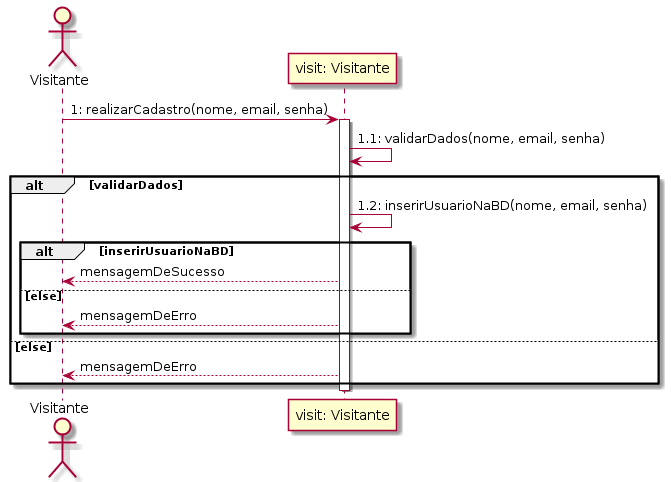 Visitante
visit: Visitante
1: realizarCadastro(nome, email, senha)
1.1: validarDados(nome, email, senha)
alt [validarDados]
1.2: inserirUsuarioNaBD(nome, email, senha)
alt [inserirUsuarioNaBD]
mensagemDeSucesso
[else]
mensagemDeErro
[else]
mensagemDeErro
Visitante
visit: Visitante